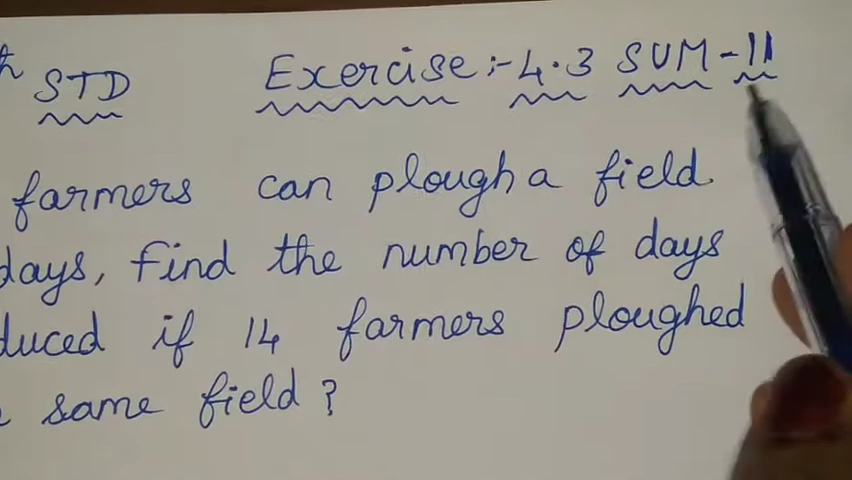 STD Exercise:- 4.3 SUM-11
farmers can plough a field
days, Find the number of days
if 14 farmers ploughed
same field?